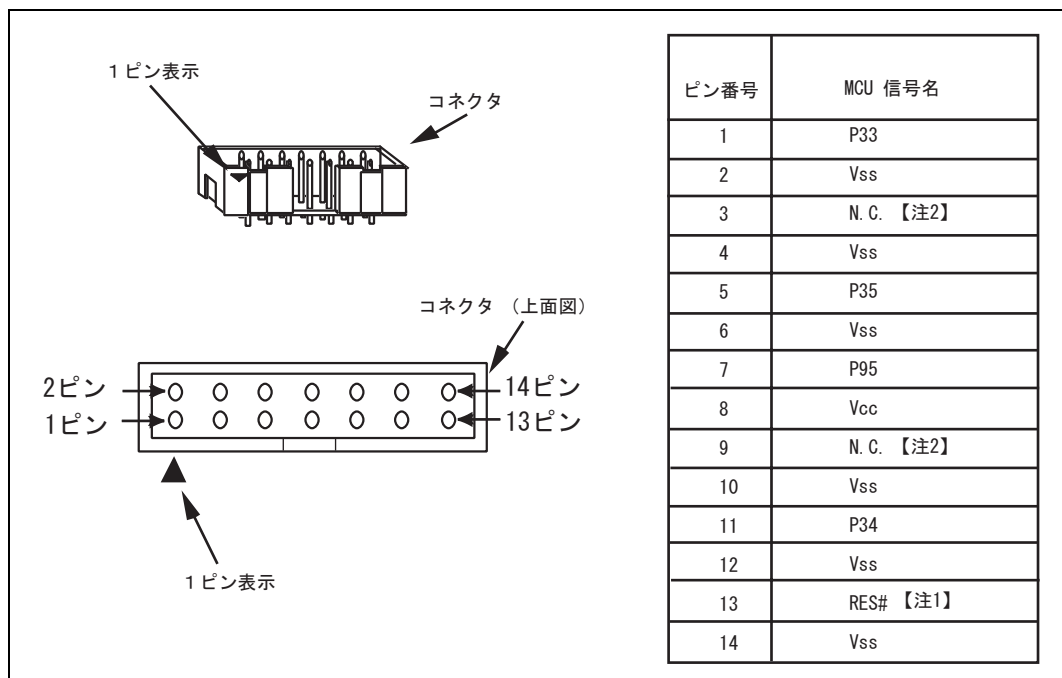 1ピン表示
コネクタ
コネクタ (上面図)
2ピン
14ピン
1ピン
13ピン
1ピン表示
ピン番号 MCU 信号名
1 P33
2 Vss
3 N.C. 【注2】
4 Vss
5 P35
6 Vss
7 P95
8 Vcc
9 N.C. 【注2】
10 Vss
11 P34
12 Vss
13 RES# 【注1】
14 Vss